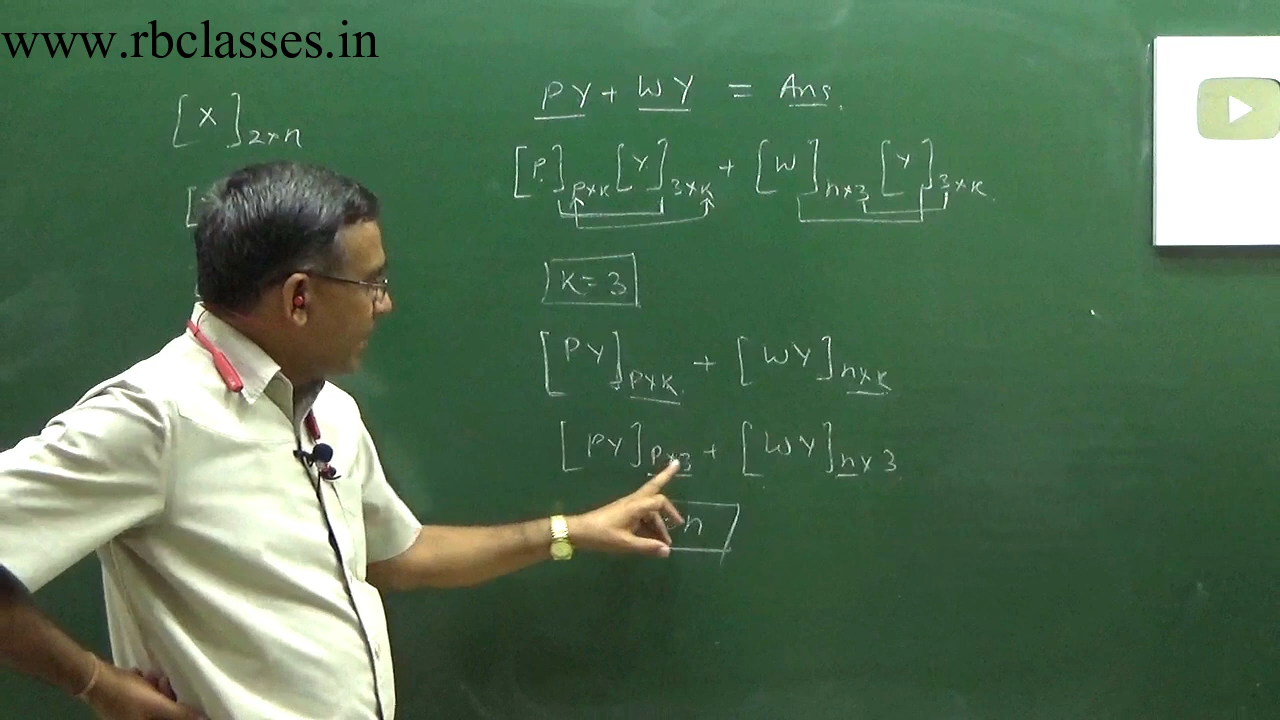 www.rbclasses.in
PY + WY = Ans.
[X]2×n
[P]P×K [Y]3×K + [W]n×3 [Y]3×K
K = 3
[PY]P×K + [WY]n×K
[PY]P×3 + [WY]n×3
n